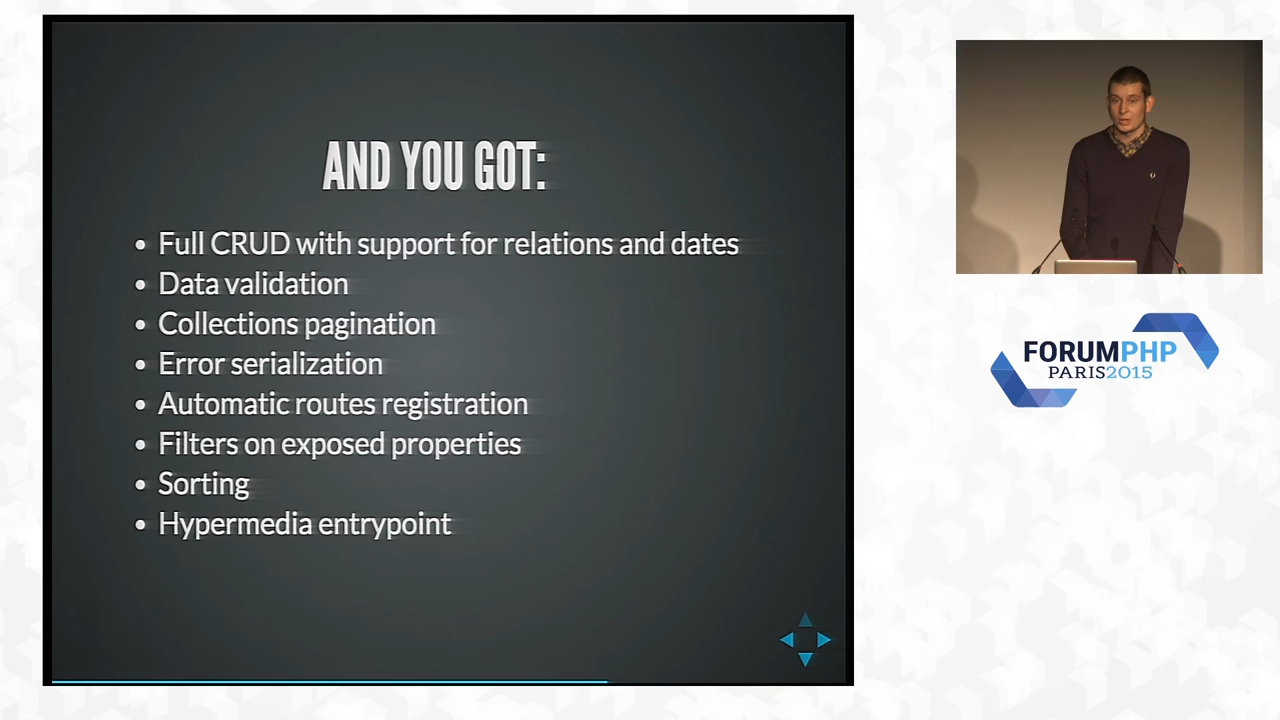 AND YOU GOT:
• Full CRUD with support for relations and dates
• Data validation
• Collections pagination
• Error serialization
• Automatic routes registration
• Filters on exposed properties
• Sorting
• Hypermedia entrypoint
FORUMPHP
PARIS2015